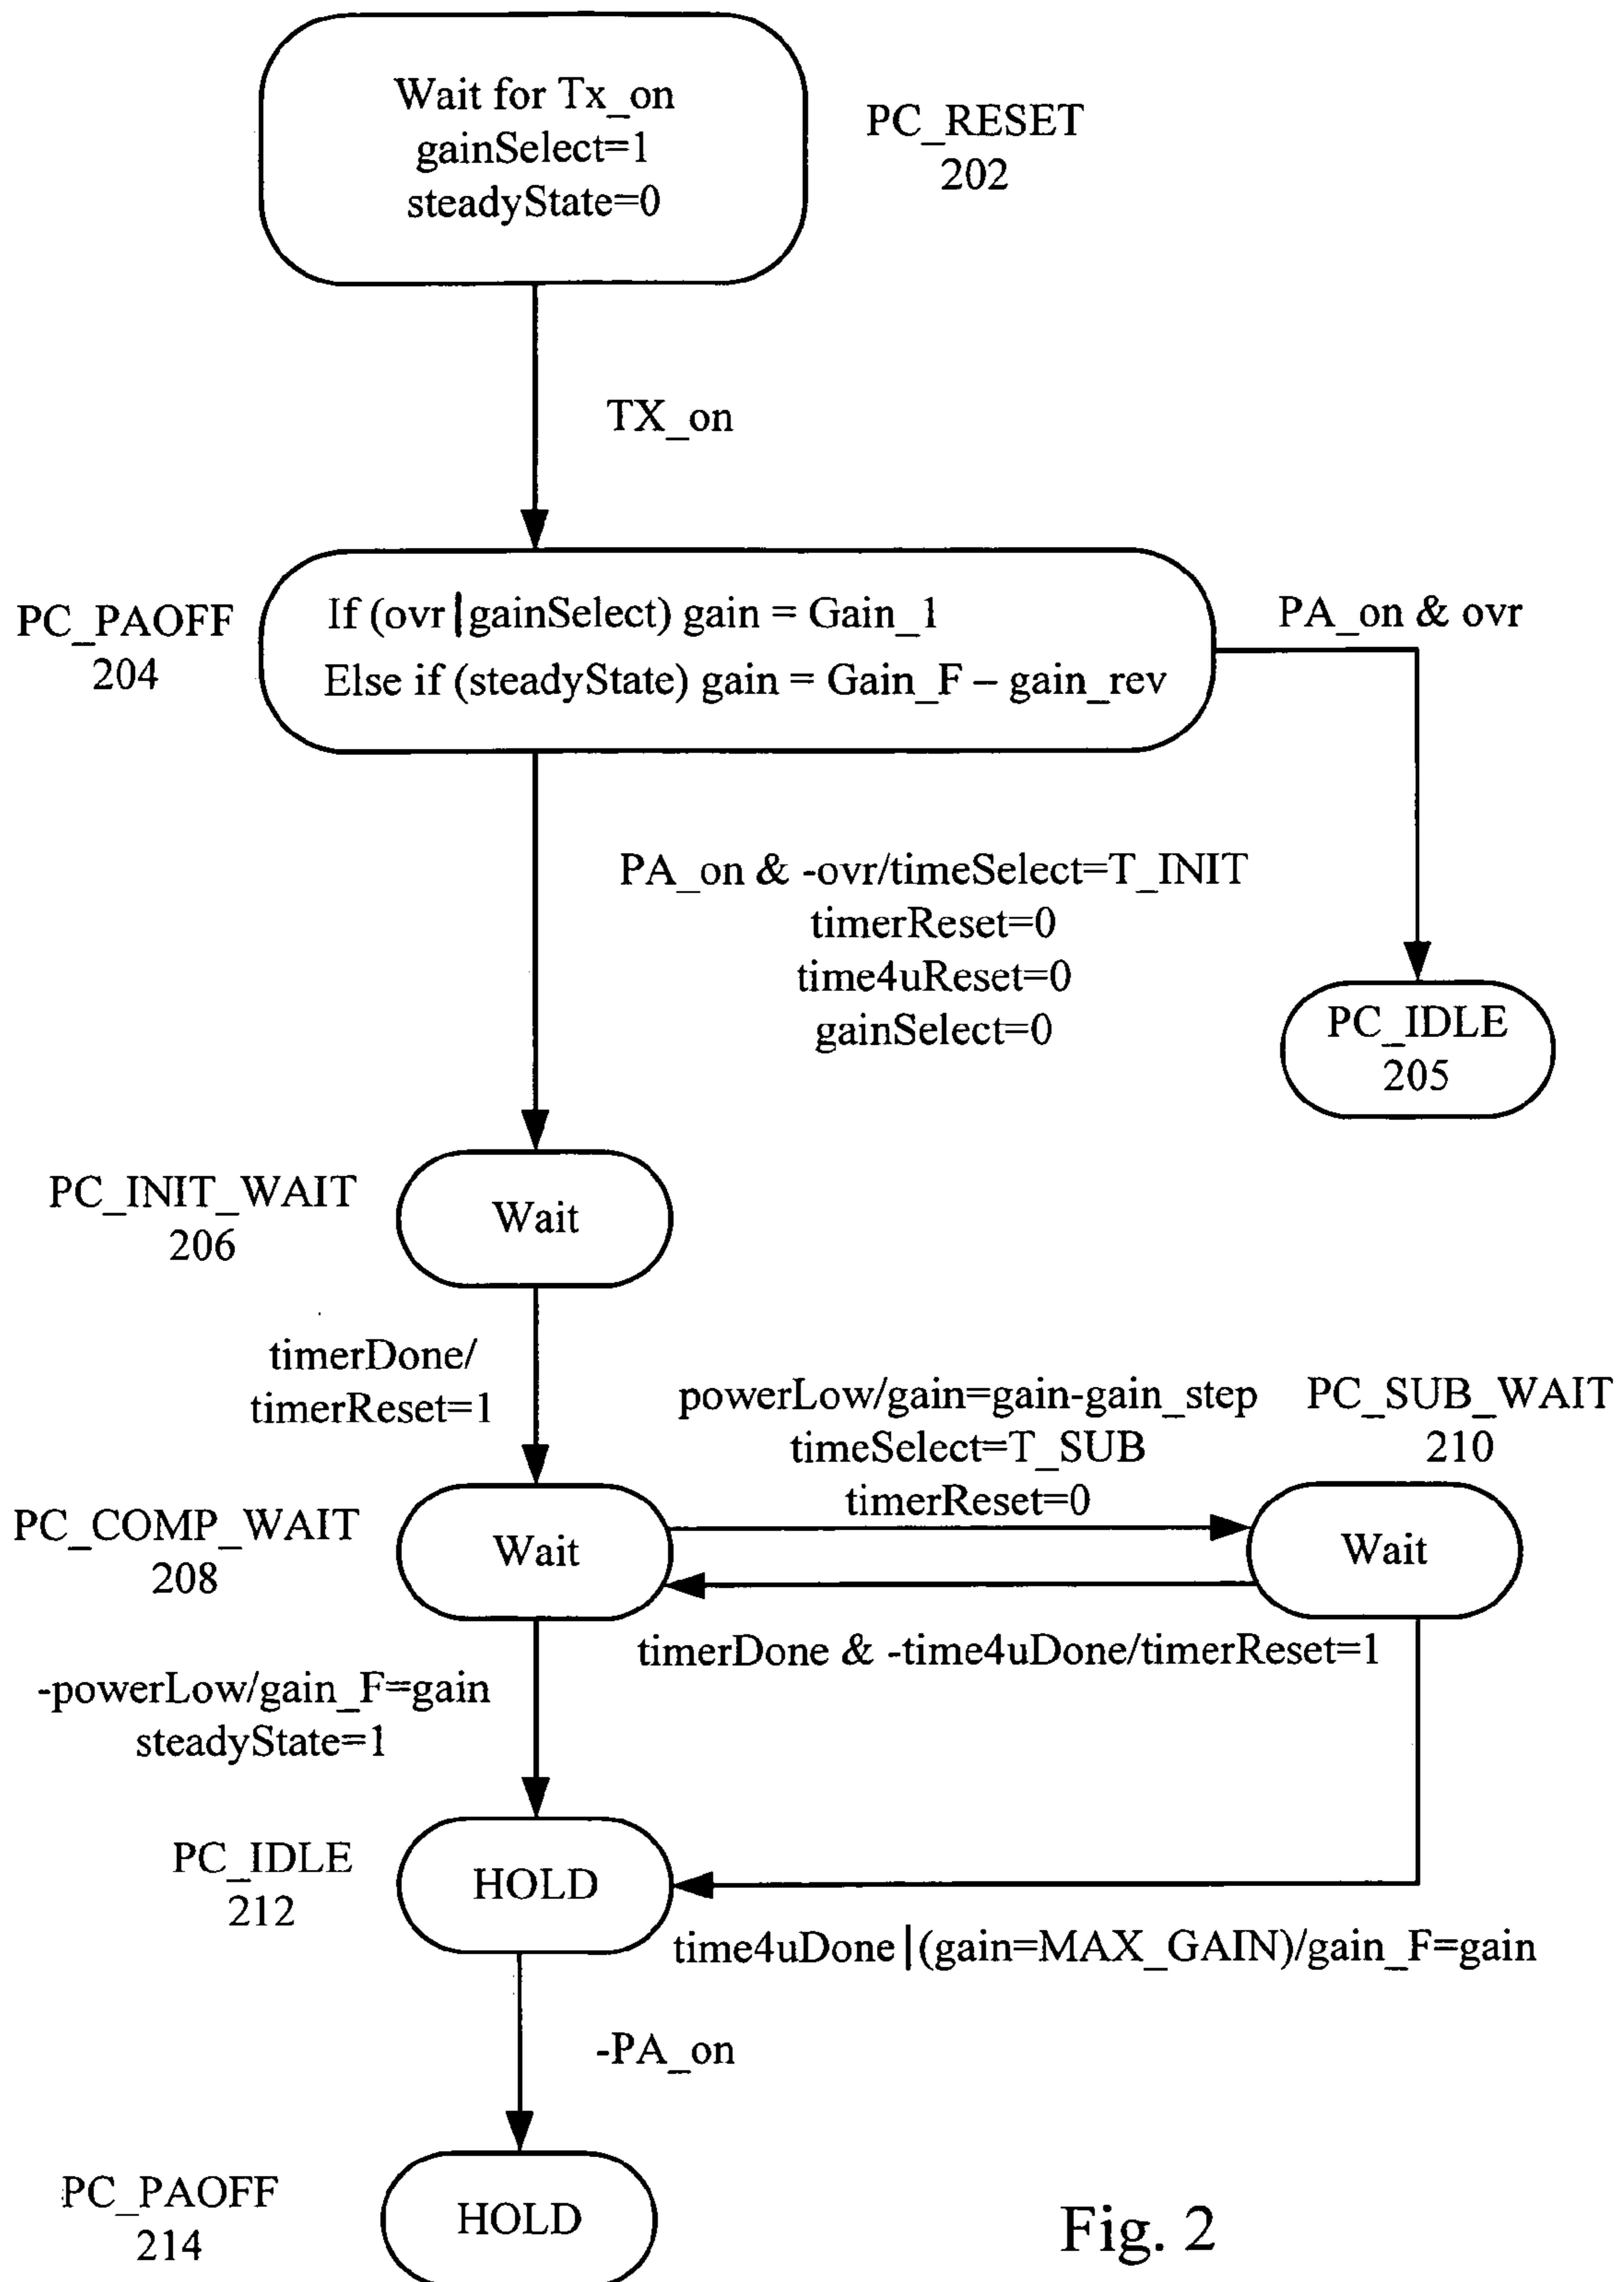 Wait for Tx_on
gainSelect=1
steadyState=0
PC_RESET
202
TX_on
PC_PAOFF
204
If (ovr|gainSelect) gain = Gain_1
Else if (steadyState) gain = Gain_F – gain_rev
PA_on & ovr
PA_on & -ovr/timeSelect=T_INIT
timerReset=0
time4uReset=0
gainSelect=0
PC_IDLE
205
PC_INIT_WAIT
206
Wait
timerDone/
timerReset=1
powerLow/gain=gain-gain_step
timeSelect=T_SUB
timerReset=0
PC_SUB_WAIT
210
PC_COMP_WAIT
208
Wait
Wait
timerDone & -time4uDone/timerReset=1
-powerLow/gain_F=gain
steadyState=1
PC_IDLE
212
HOLD
time4uDone|(gain=MAX_GAIN)/gain_F=gain
-PA_on
PC_PAOFF
214
HOLD
Fig. 2